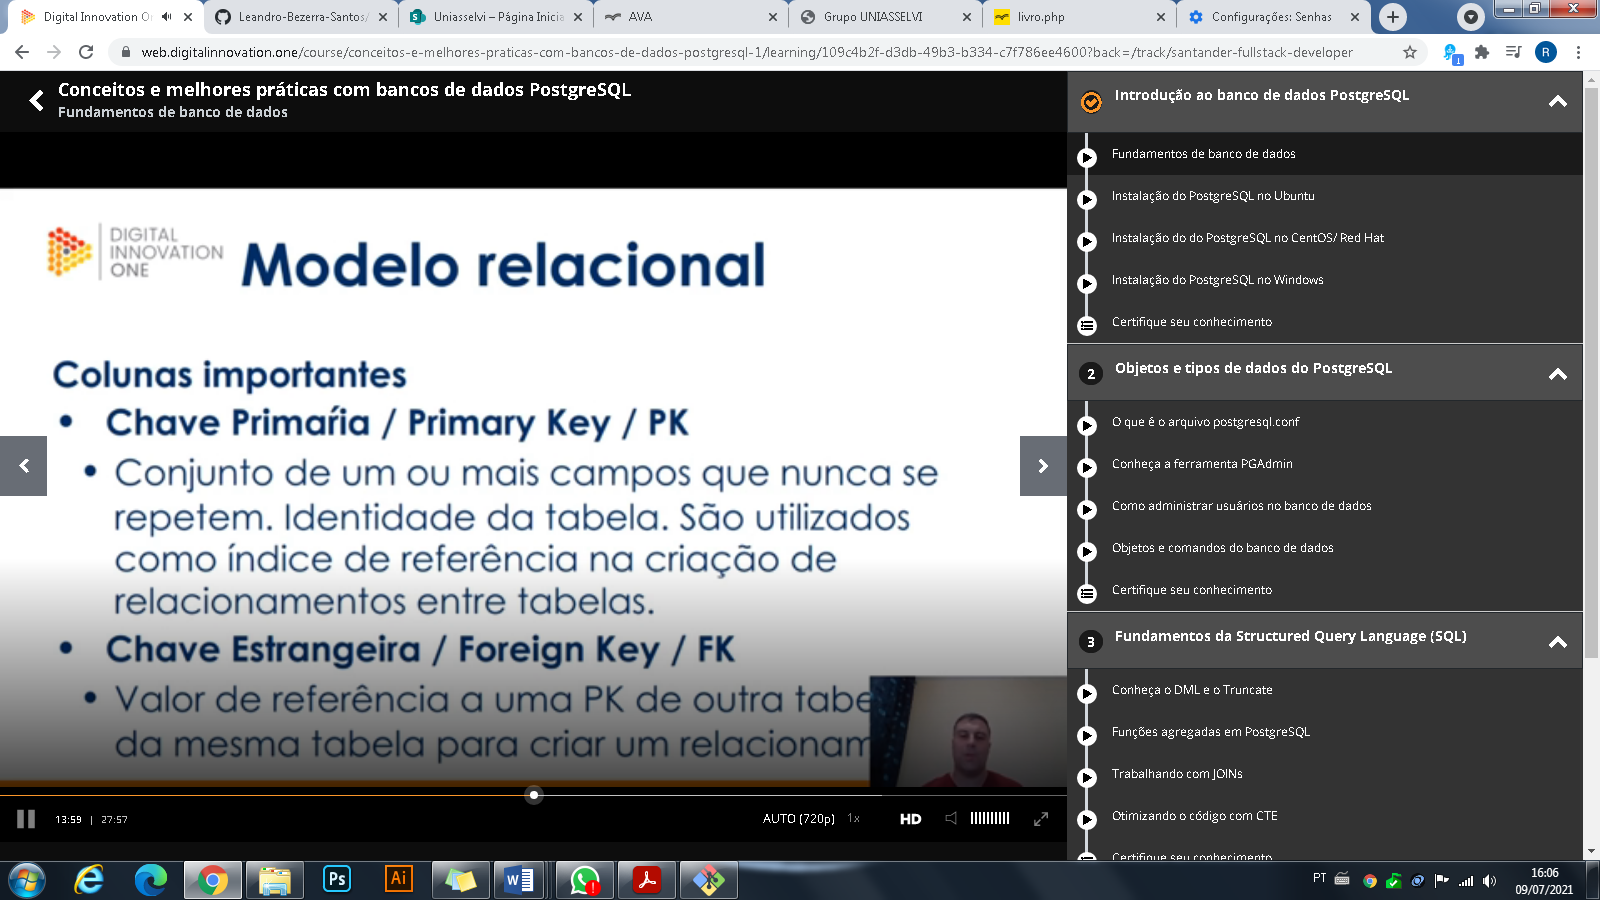 Digital Innovation On
Leandro-Bezerra-Santos/
Uniasselvi – Página Inicia
AVA
Grupo UNIASSELVI
livro.php
Configurações: Senhas
web.digitalinnovation.one/course/conceitos-e-melhores-praticas-com-bancos-de-dados-postgresql-1/learning/109c4b2f-d3db-49b3-b334-c7f786ee4600?back=/track/santander-fullstack-developer
1
R
Conceitos e melhores práticas com bancos de dados PostgreSQL
Fundamentos de banco de dados
DIGITAL
INNOVATION
ONE
Modelo relacional
Colunas importantes
• Chave Primaŕia / Primary Key / PK
• Conjunto de um ou mais campos que nunca se
repetem. Identidade da tabela. São utilizados
como índice de referência na criação de
relacionamentos entre tabelas.
• Chave Estrangeira / Foreign Key / FK
• Valor de referência a uma PK de outra tabe
da mesma tabela para criar um relacionam
13:59 | 27:57
AUTO (720p) 1x HD
Introdução ao banco de dados PostgreSQL
Fundamentos de banco de dados
Instalação do PostgreSQL no Ubuntu
Instalação do do PostgreSQL no CentOS/ Red Hat
Instalação do PostgreSQL no Windows
Certifique seu conhecimento
2 Objetos e tipos de dados do PostgreSQL
O que é o arquivo postgresql.conf
Conheça a ferramenta PGAdmin
Como administrar usuários no banco de dados
Objetos e comandos do banco de dados
Certifique seu conhecimento
3 Fundamentos da Structured Query Language (SQL)
Conheça o DML e o Truncate
Funções agregadas em PostgreSQL
Trabalhando com JOINs
Otimizando o código com CTE
Certifique seu conhecimento
Ps
Ai
W
PT
16:06
09/07/2021